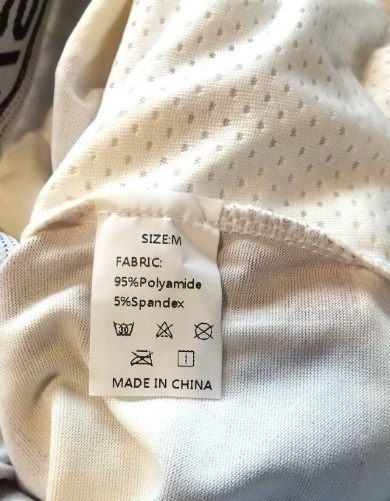 SIZE:M
FABRIC:
95%Polyamide
5%Spandex
MADE IN CHINA